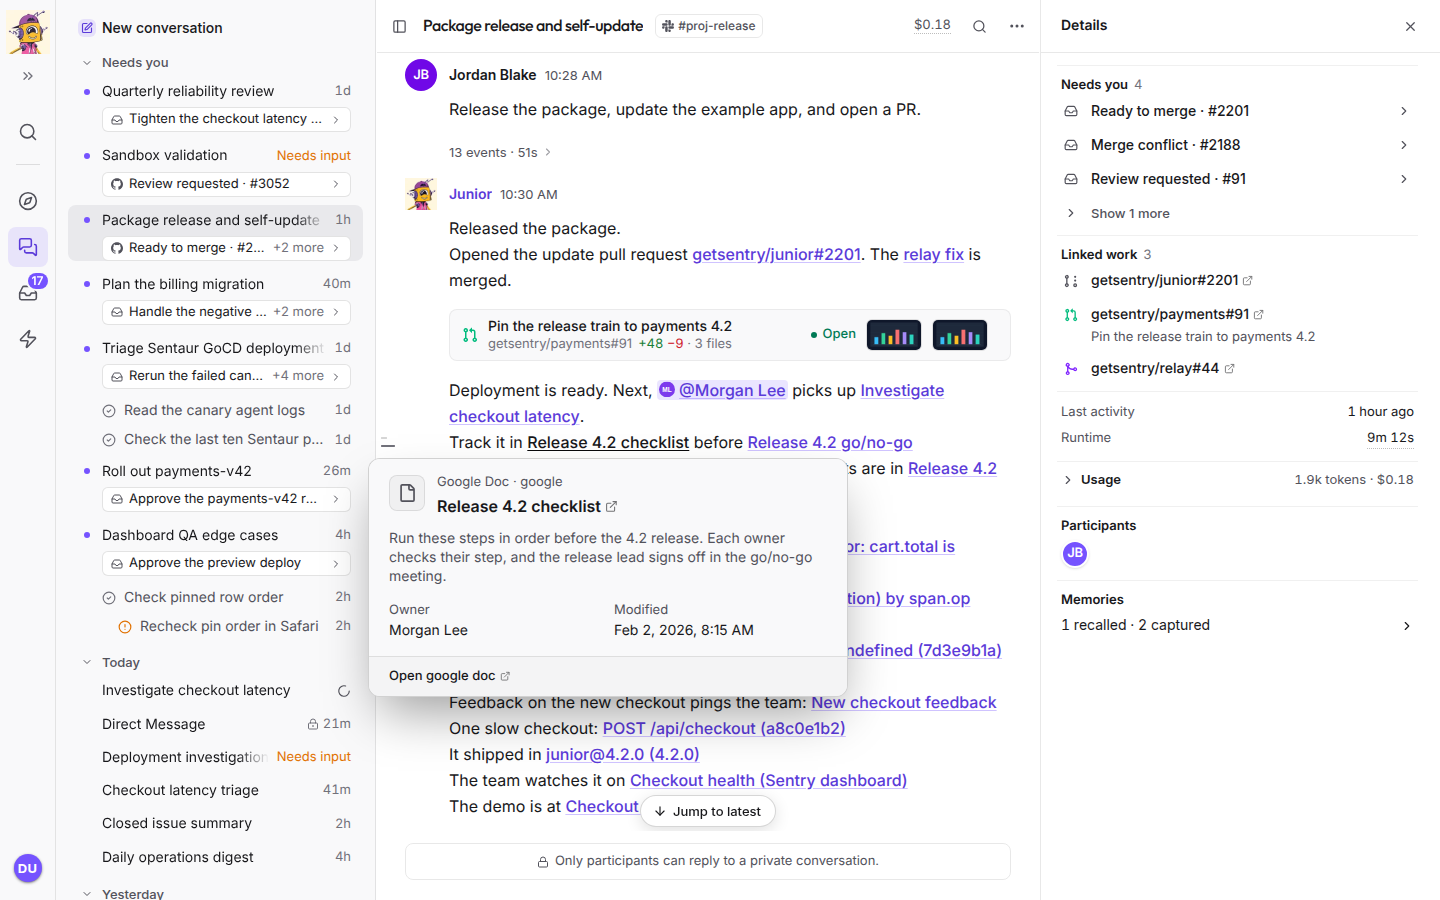 New conversation
Needs you
Quarterly reliability review 1d
Tighten the checkout latency ...
Sandbox validation Needs input
Review requested · #3052
Package release and self-update 1h
Ready to merge · #2... +2 more
Plan the billing migration 40m
Handle the negative ... +2 more
Triage Sentaur GoCD deployment 1d
Rerun the failed can... +4 more
Read the canary agent logs 1d
Check the last ten Sentaur p... 1d
Roll out payments-v42 26m
Approve the payments-v42 r...
Dashboard QA edge cases 4h
Approve the preview deploy
Check pinned row order 2h
Recheck pin order in Safari 2h
Today
Investigate checkout latency
Direct Message 21m
Deployment investigation Needs input
Checkout latency triage 41m
Closed issue summary 2h
Daily operations digest 4h
Yesterday
17
DU
Package release and self-update #proj-release $0.18
JB Jordan Blake 10:28 AM
Release the package, update the example app, and open a PR.
13 events · 51s
Junior 10:30 AM
Released the package.
Opened the update pull request getsentry/junior#2201. The relay fix is
merged.
Pin the release train to payments 4.2
getsentry/payments#91 +48 −9 · 3 files
Open
Deployment is ready. Next, ML @Morgan Lee picks up Investigate
checkout latency.
Track it in Release 4.2 checklist before Release 4.2 go/no-go
ts are in Release 4.2
or: cart.total is
tion) by span.op
ndefined (7d3e9b1a)
Google Doc · google
Release 4.2 checklist
Run these steps in order before the 4.2 release. Each owner
checks their step, and the release lead signs off in the go/no-go
meeting.
Owner Modified
Morgan Lee Feb 2, 2026, 8:15 AM
Open google doc
Feedback on the new checkout pings the team: New checkout feedback
One slow checkout: POST /api/checkout (a8c0e1b2)
It shipped in junior@4.2.0 (4.2.0)
The team watches it on Checkout health (Sentry dashboard)
The demo is at Checkout
Jump to latest
Only participants can reply to a private conversation.
Details
Needs you 4
Ready to merge · #2201
Merge conflict · #2188
Review requested · #91
Show 1 more
Linked work 3
getsentry/junior#2201
getsentry/payments#91
Pin the release train to payments 4.2
getsentry/relay#44
Last activity 1 hour ago
Runtime 9m 12s
Usage 1.9k tokens · $0.18
Participants
JB
Memories
1 recalled · 2 captured